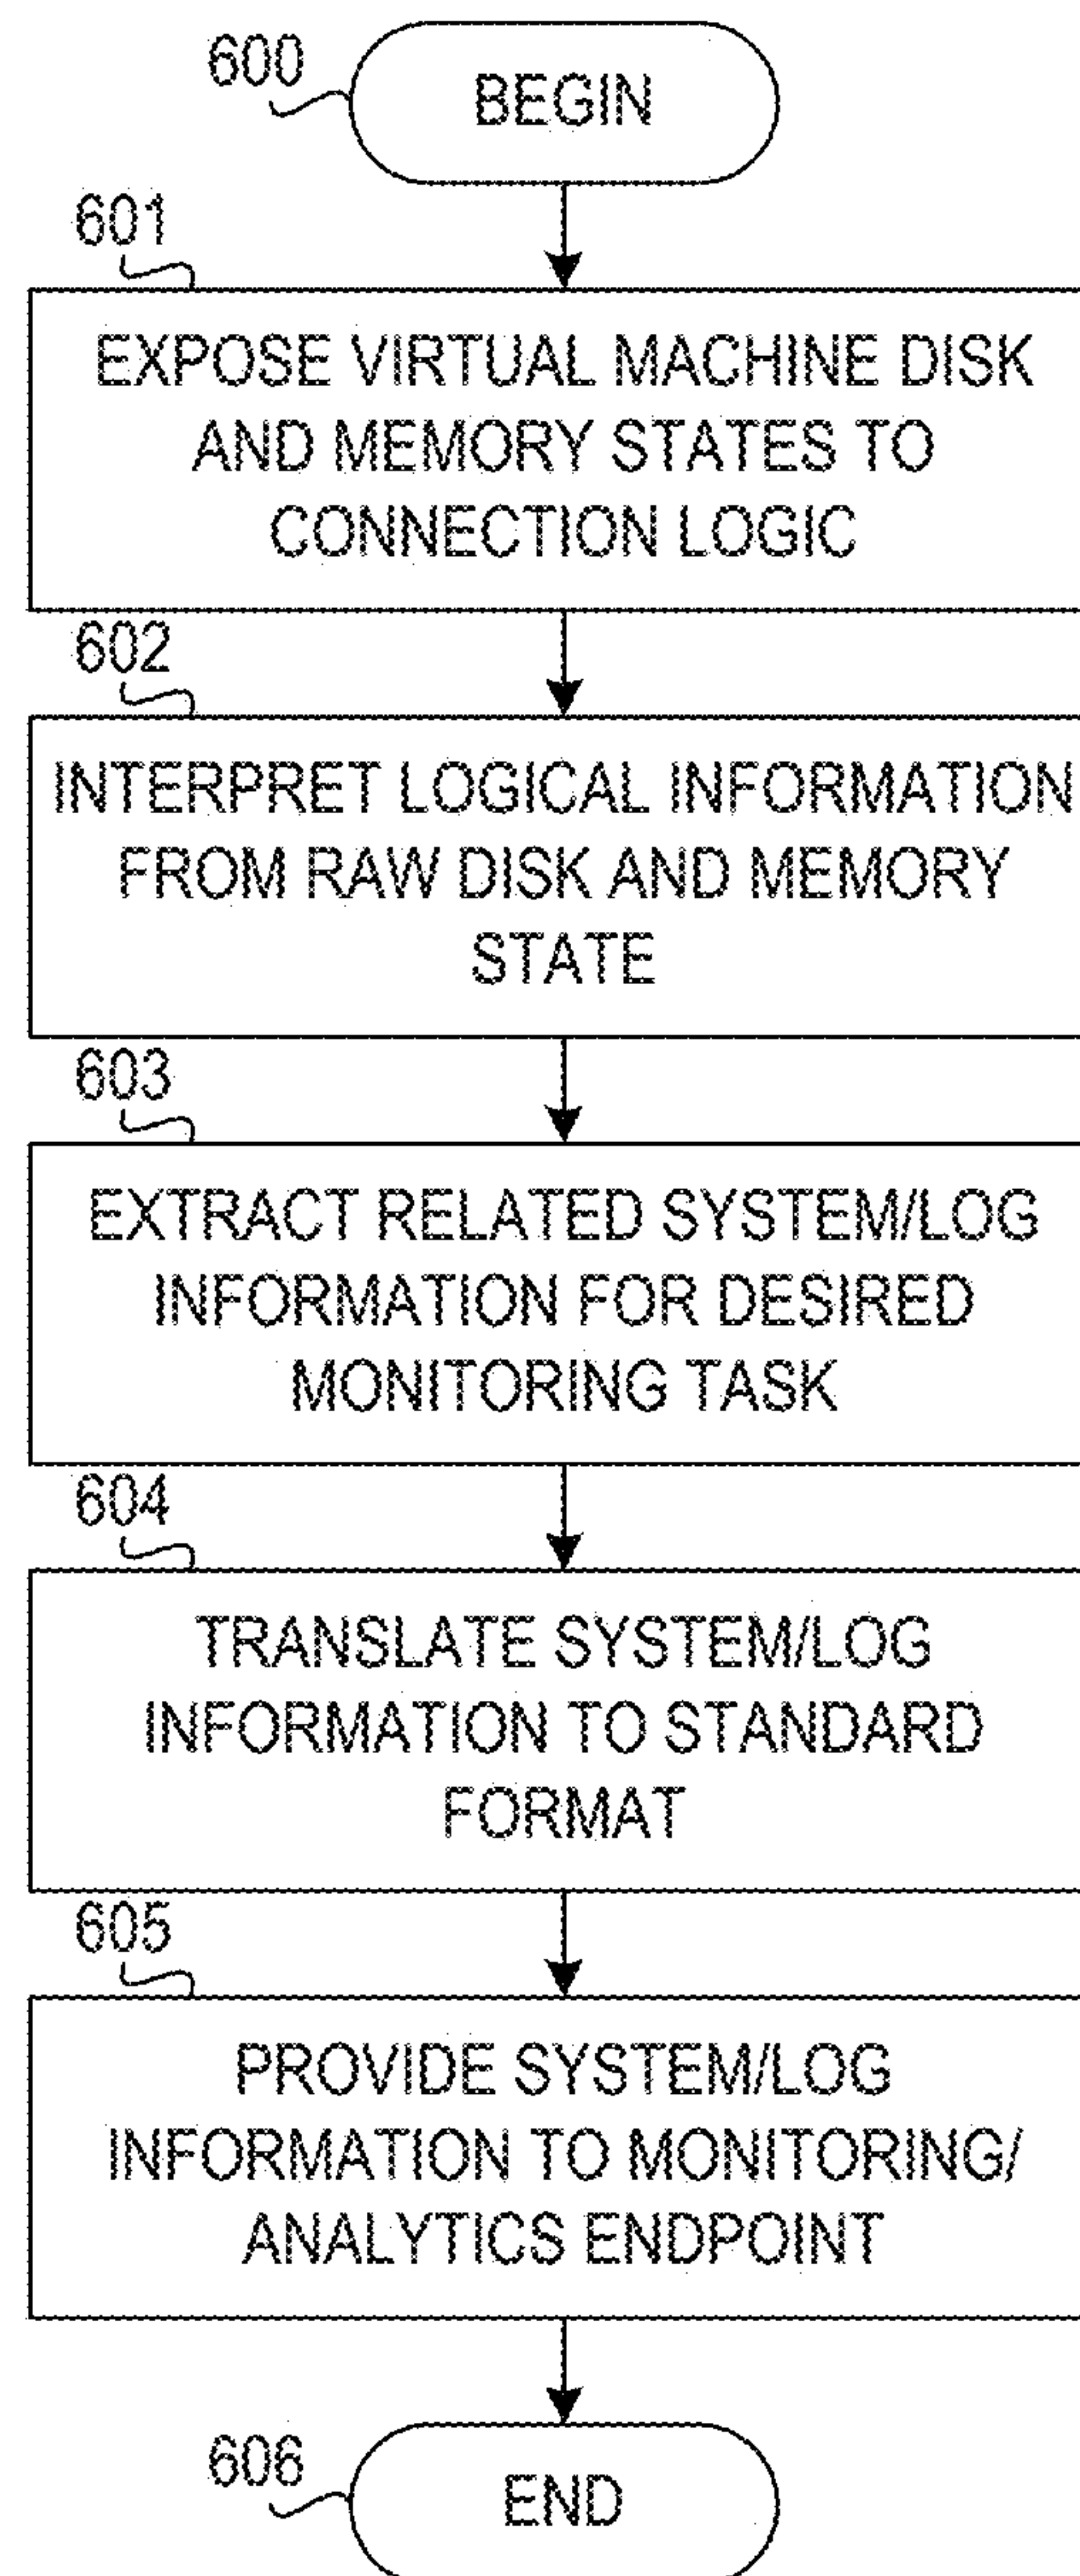 600
BEGIN
601
EXPOSE VIRTUAL MACHINE DISK
AND MEMORY STATES TO
CONNECTION LOGIC
602
INTERPRET LOGICAL INFORMATION
FROM RAW DISK AND MEMORY
STATE
603
EXTRACT RELATED SYSTEM/LOG
INFORMATION FOR DESIRED
MONITORING TASK
604
TRANSLATE SYSTEM/LOG
INFORMATION TO STANDARD
FORMAT
605
PROVIDE SYSTEM/LOG
INFORMATION TO MONITORING/
ANALYTICS ENDPOINT
606
END